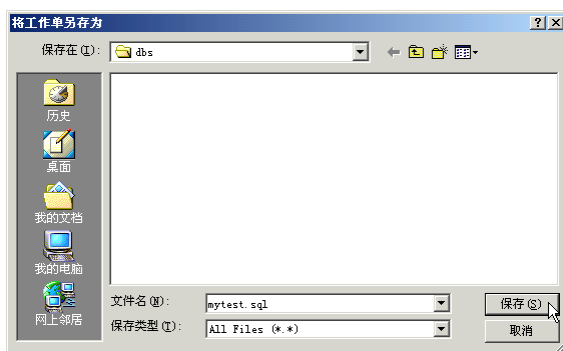 将工作单另存为
保存在(I):
dbs
历史
桌面
我的文档
我的电脑
网上邻居
文件名(N):
mytest.sql
保存(S)
保存类型(T):
All Files (*.*)
取消